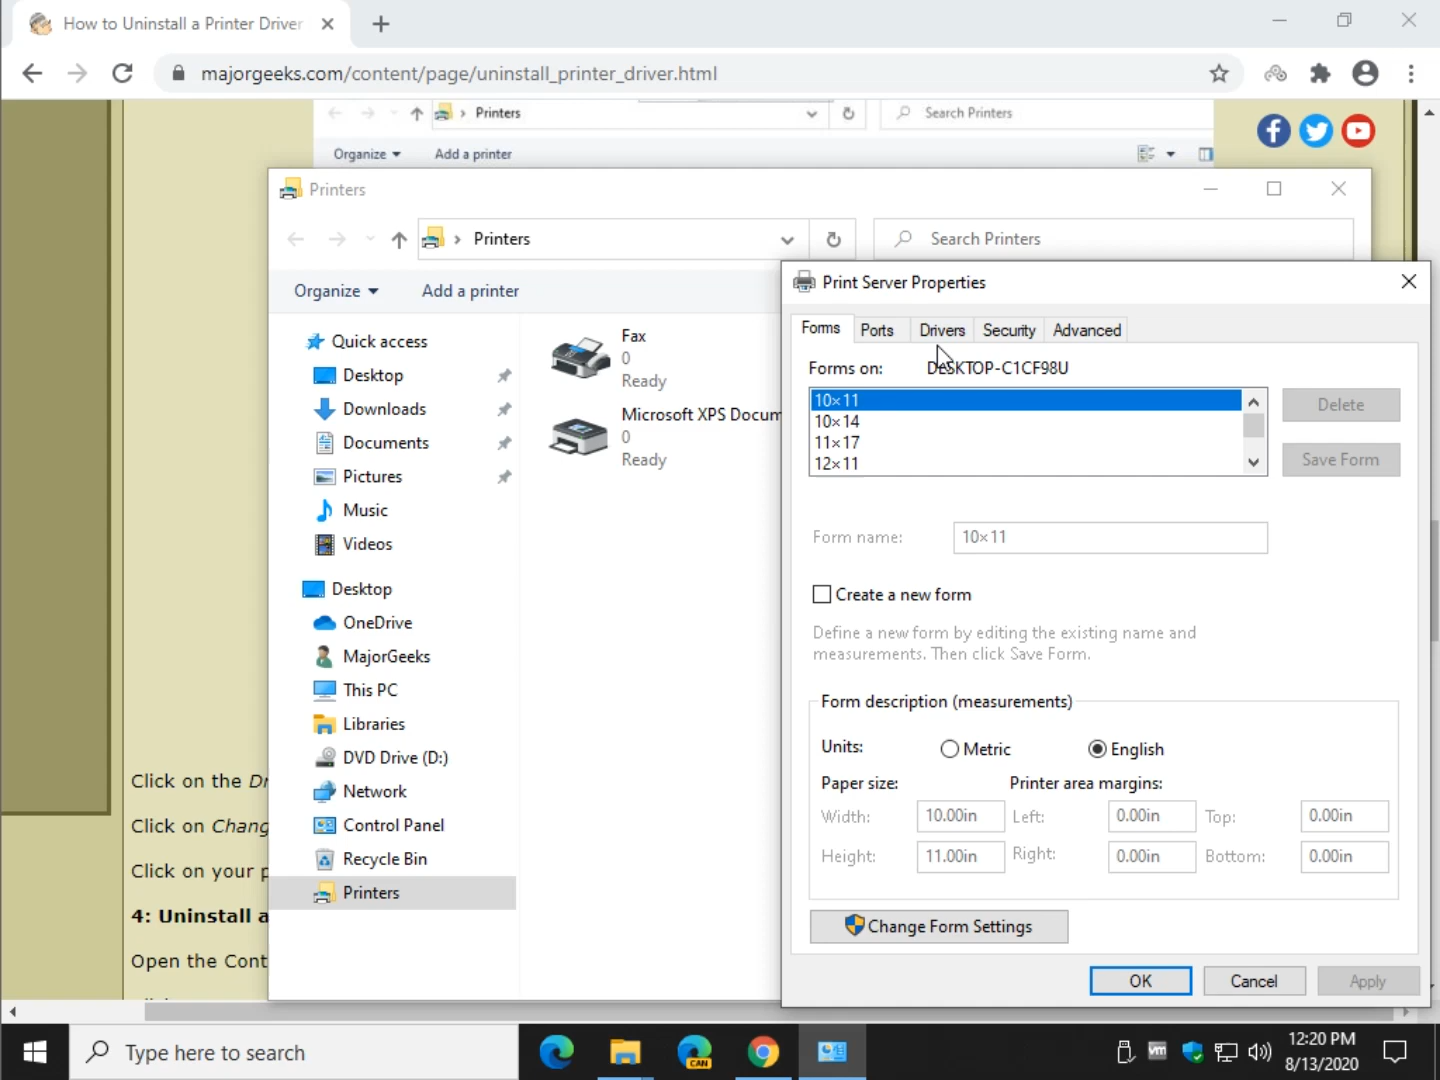 How to Uninstall a Printer Driver
majorgeeks.com/content/page/uninstall_printer_driver.html
Printers
Search Printers
Organize
Add a printer
Printers
Printers
Search Printers
Organize
Add a printer
Quick access
Desktop
Downloads
Documents
Pictures
Music
Videos
Desktop
OneDrive
MajorGeeks
This PC
Libraries
DVD Drive (D:)
Network
Control Panel
Recycle Bin
Printers
Fax
0
Ready
Microsoft XPS Docum
0
Ready
Print Server Properties
Forms Ports Drivers Security Advanced
Forms on: DESKTOP-C1CF98U
10×11
10×14
11×17
12×11
Delete
Save Form
Form name: 10×11
Create a new form
Define a new form by editing the existing name and
measurements. Then click Save Form.
Form description (measurements)
Units: Metric English
Paper size: Printer area margins:
Width: 10.00in Left: 0.00in Top: 0.00in
Height: 11.00in Right: 0.00in Bottom: 0.00in
Change Form Settings
OK Cancel Apply
Click on the Dr
Click on Chang
Click on your p
4: Uninstall a
Open the Cont
Type here to search
CAN
vm
12:20 PM
8/13/2020